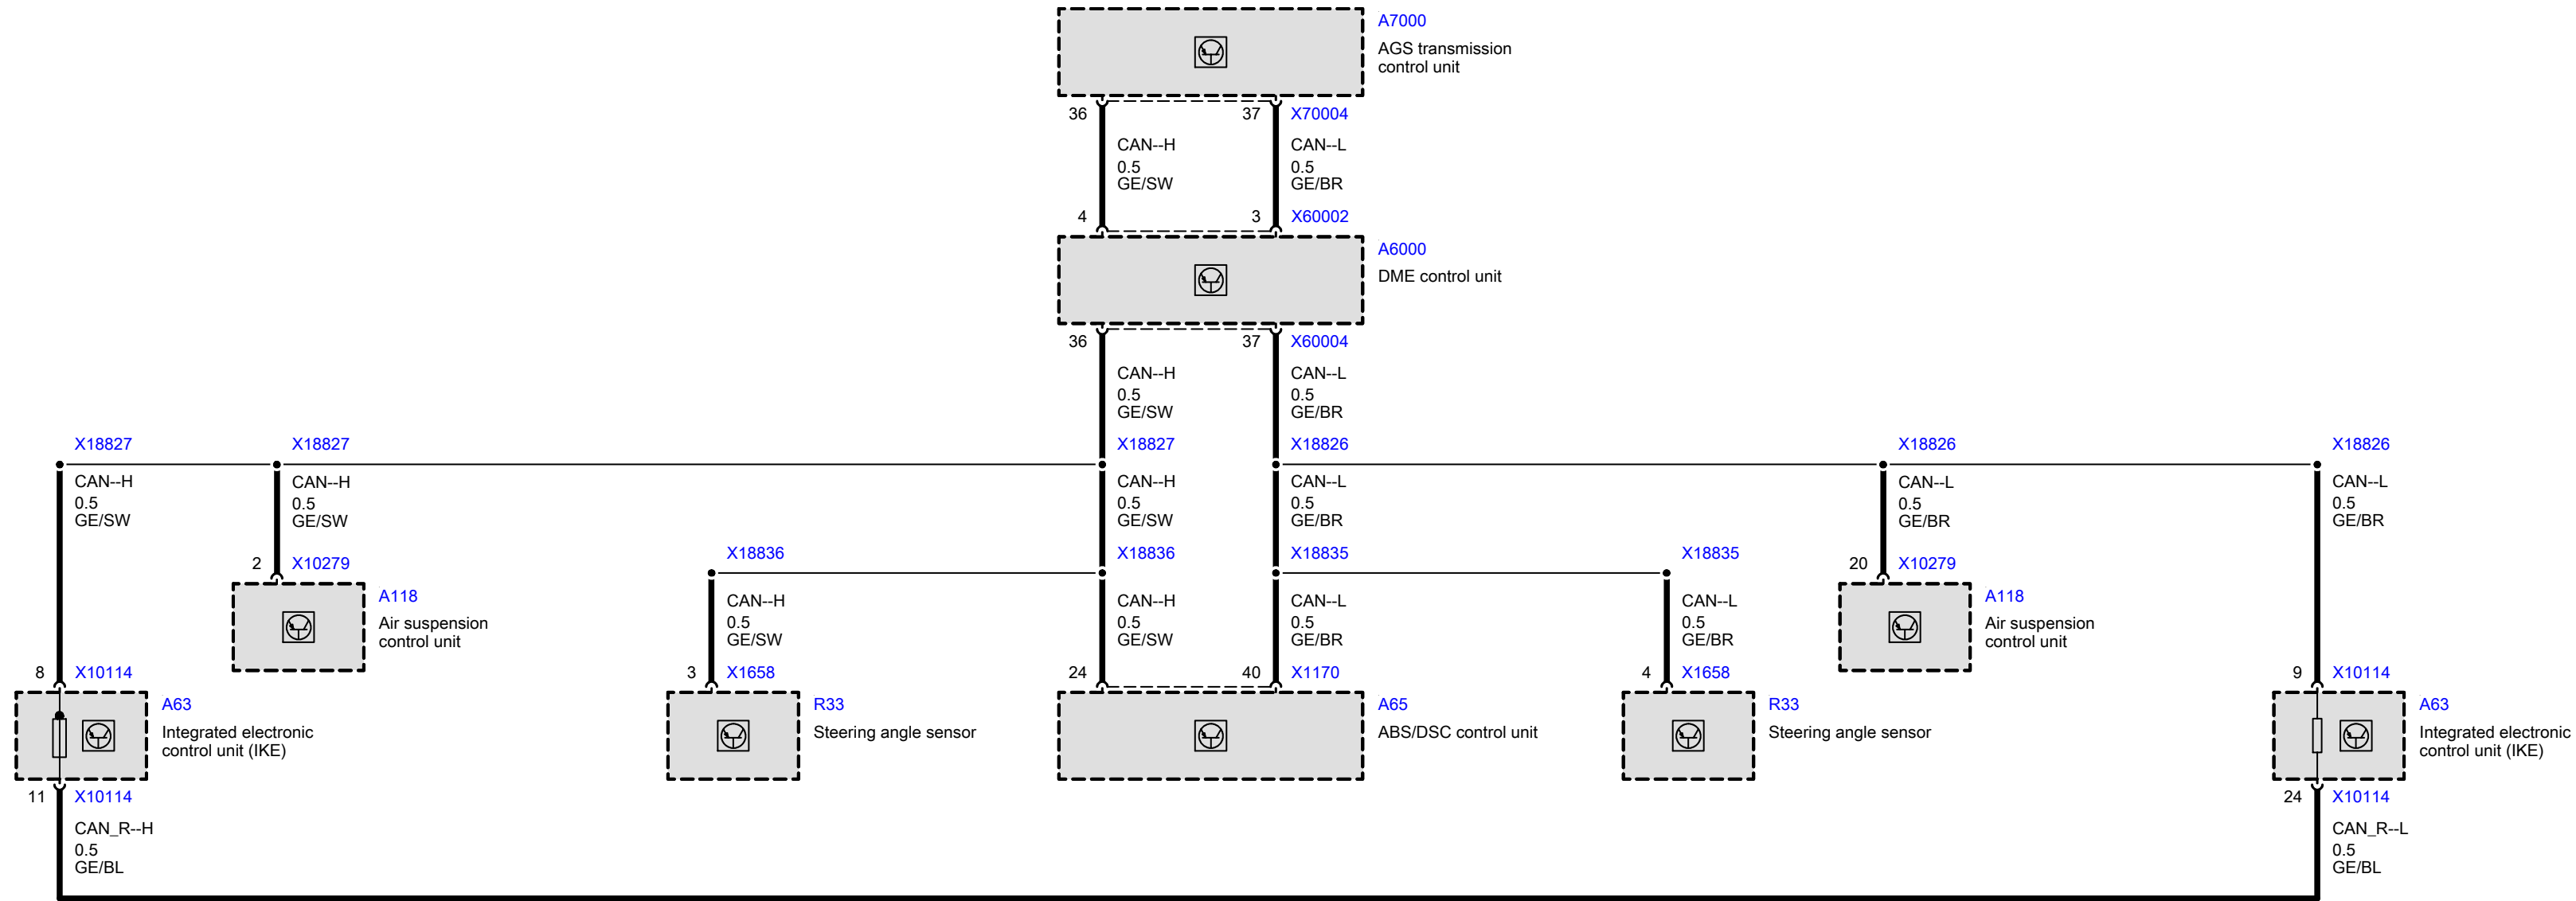 A7000
AGS transmission
control unit
36
37
X70004
CAN--H
0.5
GE/SW
CAN--L
0.5
GE/BR
4
3
X60002
A6000
DME control unit
36
37
X60004
CAN--H
0.5
GE/SW
CAN--L
0.5
GE/BR
X18827
X18827
X18827
X18826
X18826
X18826
CAN--H
0.5
GE/SW
CAN--H
0.5
GE/SW
CAN--H
0.5
GE/SW
CAN--L
0.5
GE/BR
CAN--L
0.5
GE/BR
CAN--L
0.5
GE/BR
2
X10279
X18836
X18836
X18835
X18835
20
X10279
A118
Air suspension
control unit
CAN--H
0.5
GE/SW
CAN--H
0.5
GE/SW
CAN--L
0.5
GE/BR
CAN--L
0.5
GE/BR
A118
Air suspension
control unit
8
X10114
3
X1658
24
40
X1170
4
X1658
9
X10114
A63
Integrated electronic
control unit (IKE)
R33
Steering angle sensor
A65
ABS/DSC control unit
R33
Steering angle sensor
A63
Integrated electronic
control unit (IKE)
11
X10114
CAN_R--H
0.5
GE/BL
24
X10114
CAN_R--L
0.5
GE/BL